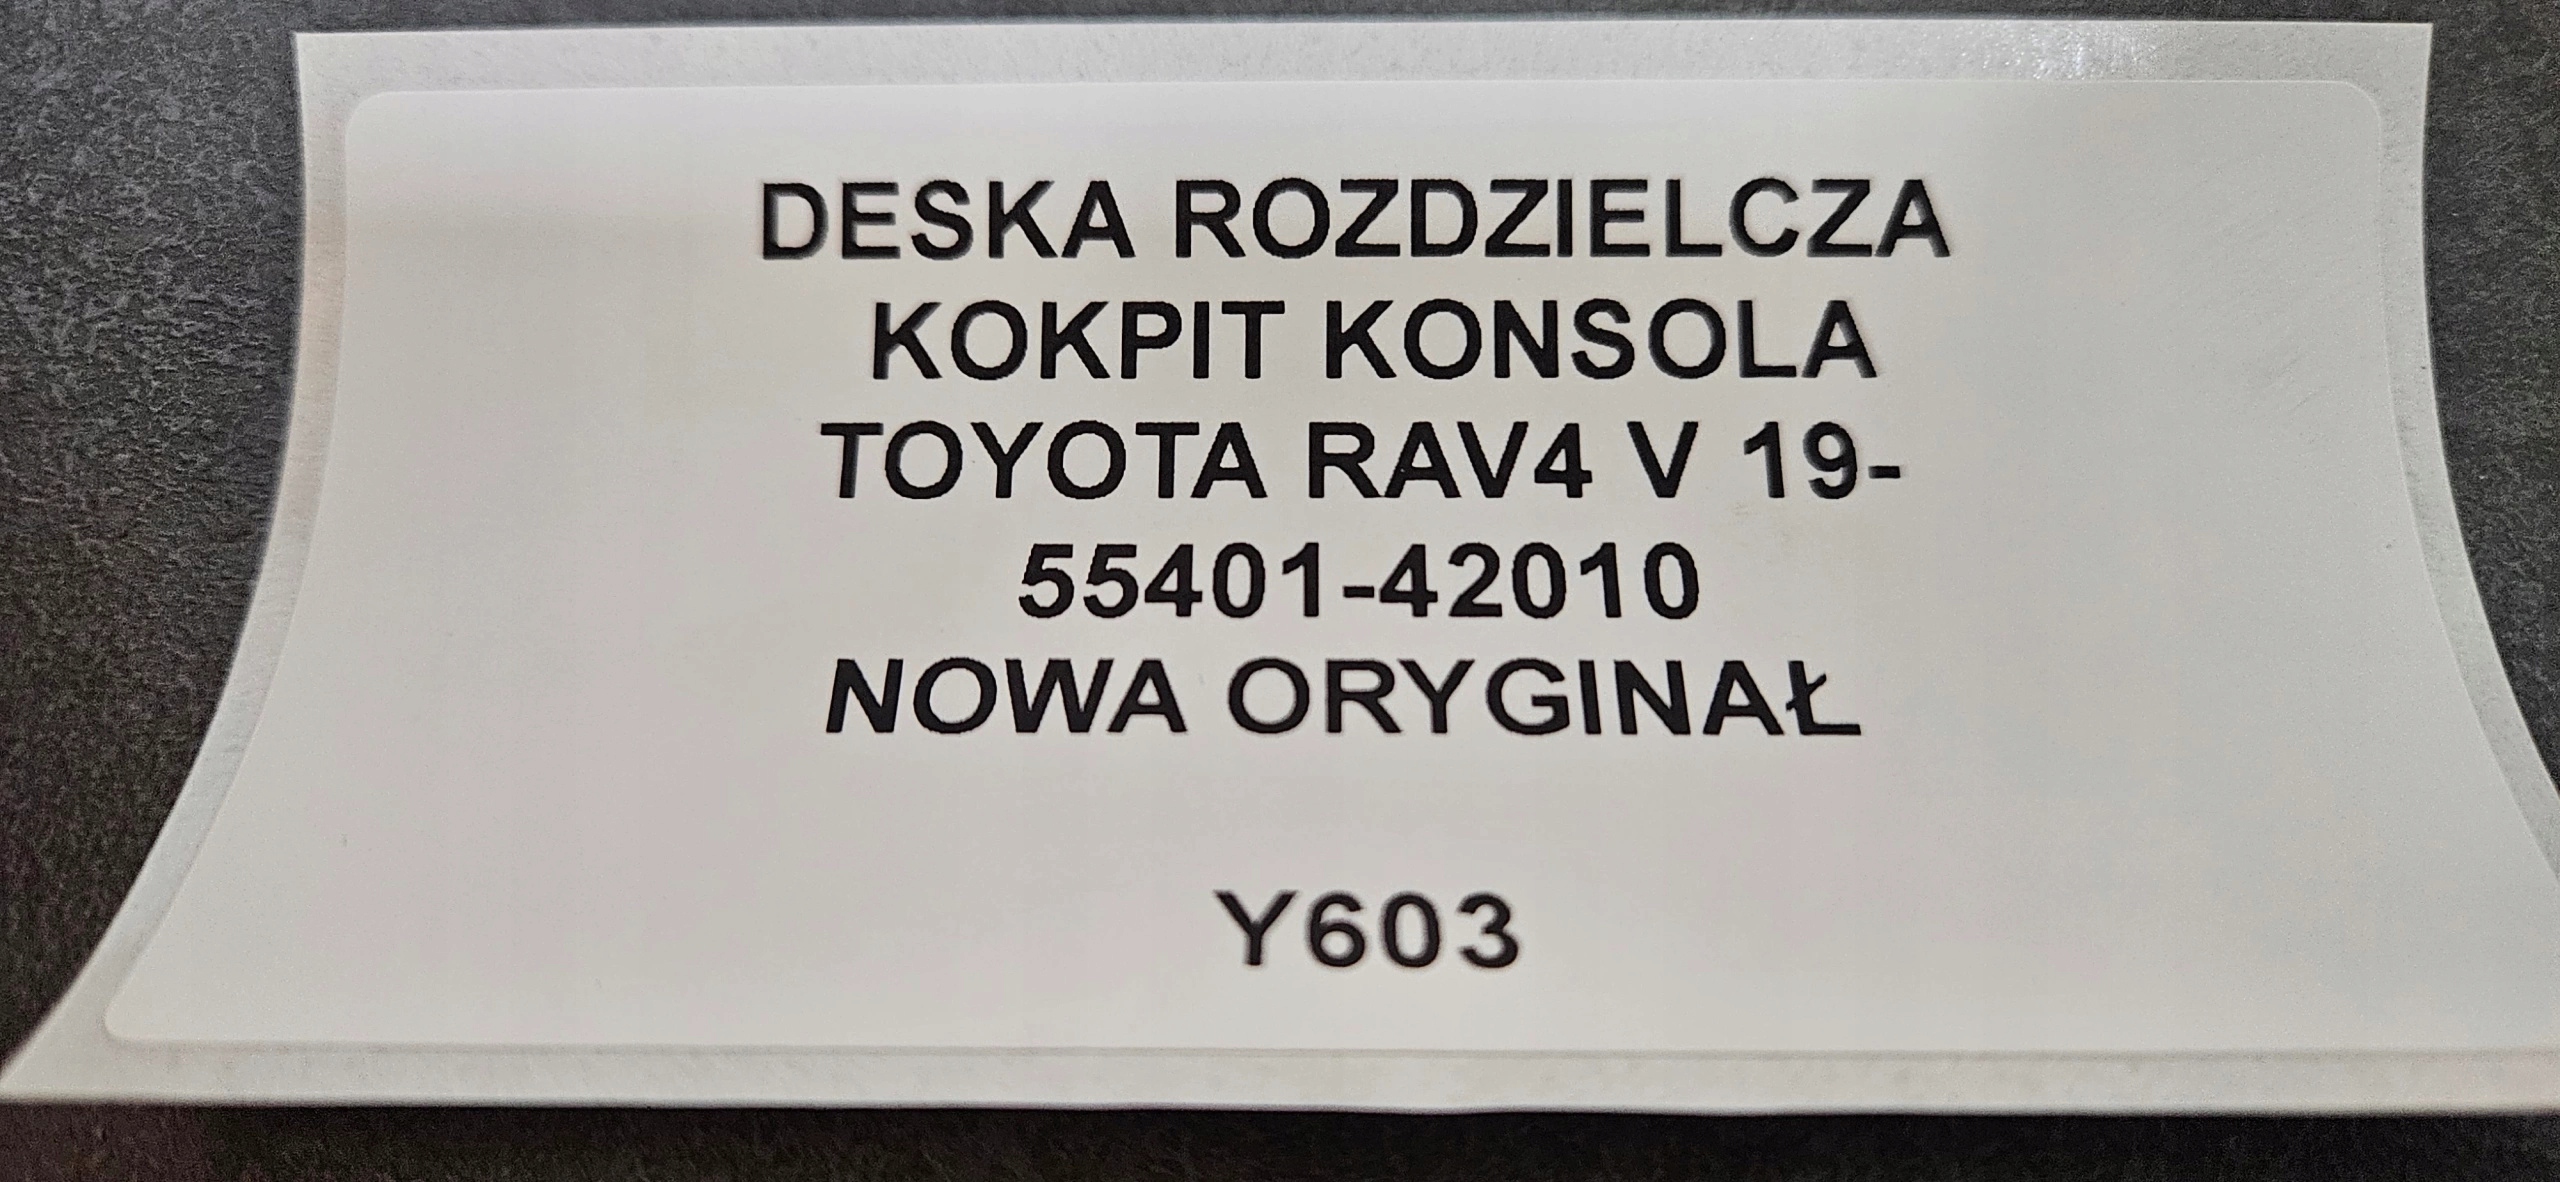 DESKA ROZDZIELCZA
KOKPIT KONSOLA
TOYOTA RAV4 V 19-
55401-42010
NOWA ORYGINAŁ
Y603